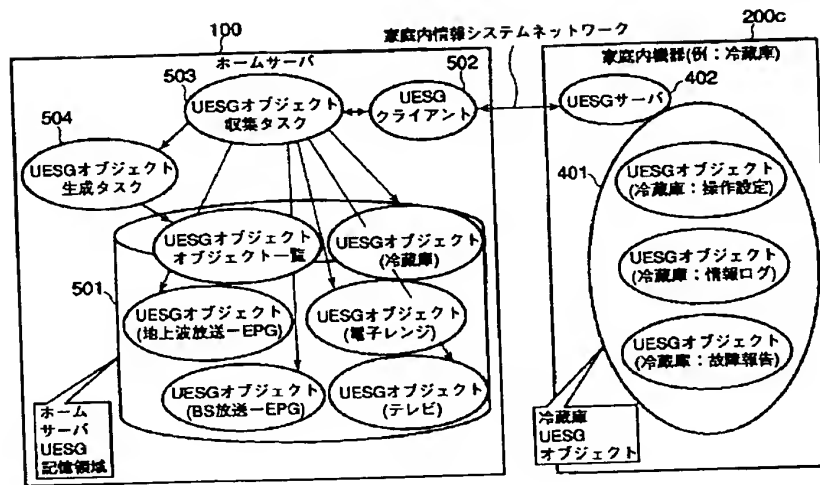 100
家庭内情報システムネットワーク
200c
ホームサーバ
家庭内機器(例：冷蔵庫)
503
502
402
UESGオブジェクト
収集タスク
UESG
クライアント
UESGサーバ
504
UESGオブジェクト
生成タスク
401
UESGオブジェクト
(冷蔵庫：操作設定)
UESGオブジェクト
オブジェクト一覧
UESGオブジェクト
(冷蔵庫)
UESGオブジェクト
(冷蔵庫：情報ログ)
501
UESGオブジェクト
(地上波放送ーEPG)
UESGオブジェクト
(電子レンジ)
UESGオブジェクト
(冷蔵庫：故障報告)
UESGオブジェクト
(BS放送ーEPG)
UESGオブジェクト
(テレビ)
ホーム
サーバ
UESG
記憶領域
冷蔵庫
UESG
オブジェクト